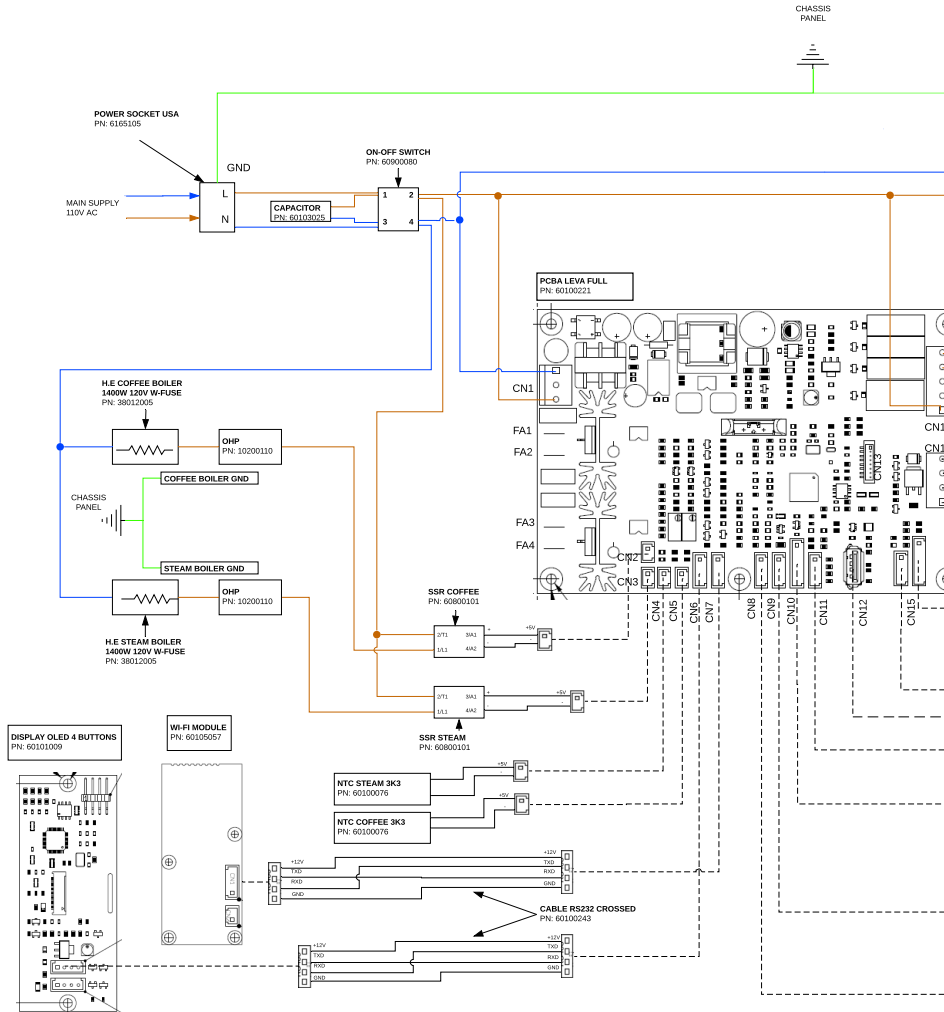 CHASSIS
PANEL
POWER SOCKET USA
PN: 6165105
GND
ON-OFF SWITCH
PN: 60900080
MAIN SUPPLY
110V AC
L
N
CAPACITOR
PN: 60103025
1
2
3
4
PCBA LEVA FULL
PN: 60100221
H.E COFFEE BOILER
1400W 120V W-FUSE
PN: 38012005
OHP
PN: 10200110
COFFEE BOILER GND
CHASSIS
PANEL
STEAM BOILER GND
OHP
PN: 10200110
H.E STEAM BOILER
1400W 120V W-FUSE
PN: 38012005
CN1
FA1
FA2
FA3
FA4
CN2
CN3
CN4
CN5
CN6
CN7
CN8
CN9
CN10
CN11
CN12
CN13
CN15
CN1
CN1
SSR COFFEE
PN: 60800101
2/T1
3/A1
1/L1
4/A2
+
-
+5V
-
2/T1
3/A1
1/L1
4/A2
+
-
+5V
-
SSR STEAM
PN: 60800101
DISPLAY OLED 4 BUTTONS
PN: 60101009
WI-FI MODULE
PN: 60105057
CN1
NTC STEAM 3K3
PN: 60100076
+5V
-
NTC COFFEE 3K3
PN: 60100076
+5V
-
+12V
TXD
RXD
GND
+12V
TXD
RXD
GND
CABLE RS232 CROSSED
PN: 60100243
+12V
TXD
RXD
GND
+12V
TXD
RXD
GND